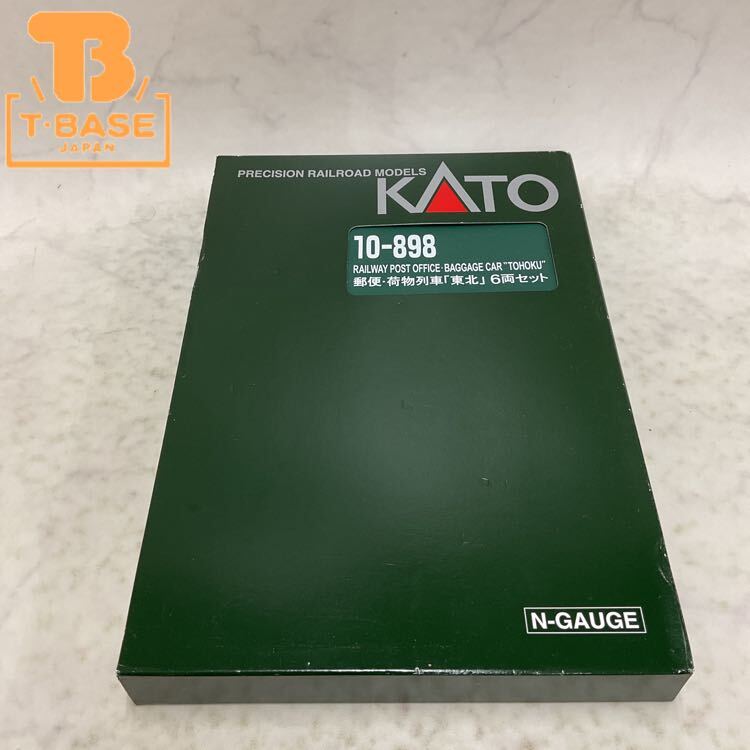 T·BASE
JAPAN
PRECISION RAILROAD MODELS
KATO
10-898
RAILWAY POST OFFICE·BAGGAGE CAR "TOHOKU"
郵便·荷物列車「東北」6両セット
N-GAUGE